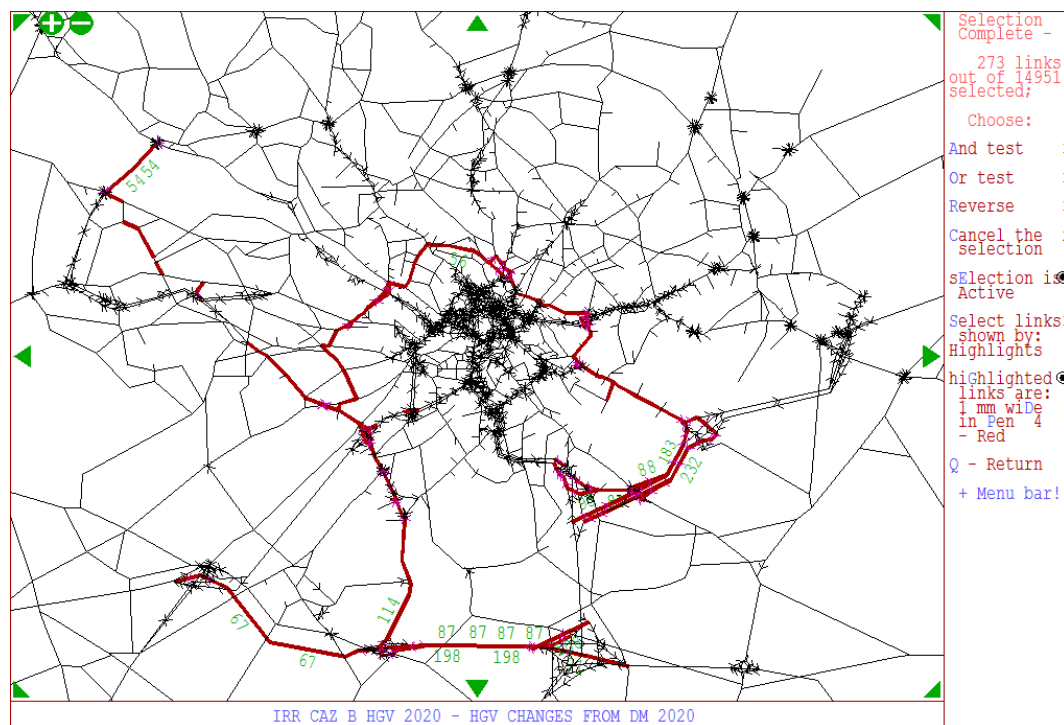 Selection
Complete -
273 links
out of 14951
selected;
Choose:
And test
Or test
Reverse
Cancel the
selection
sElection is
Active
Select links
shown by:
Highlights
hiGhlighted
links are:
1 mm wiDe
in Pen 4
- Red
Q - Return
+ Menu bar!
54 54
56
88 183
232
114
67
67
87 87 87 87
198 198
IRR CAZ B HGV 2020 - HGV CHANGES FROM DM 2020